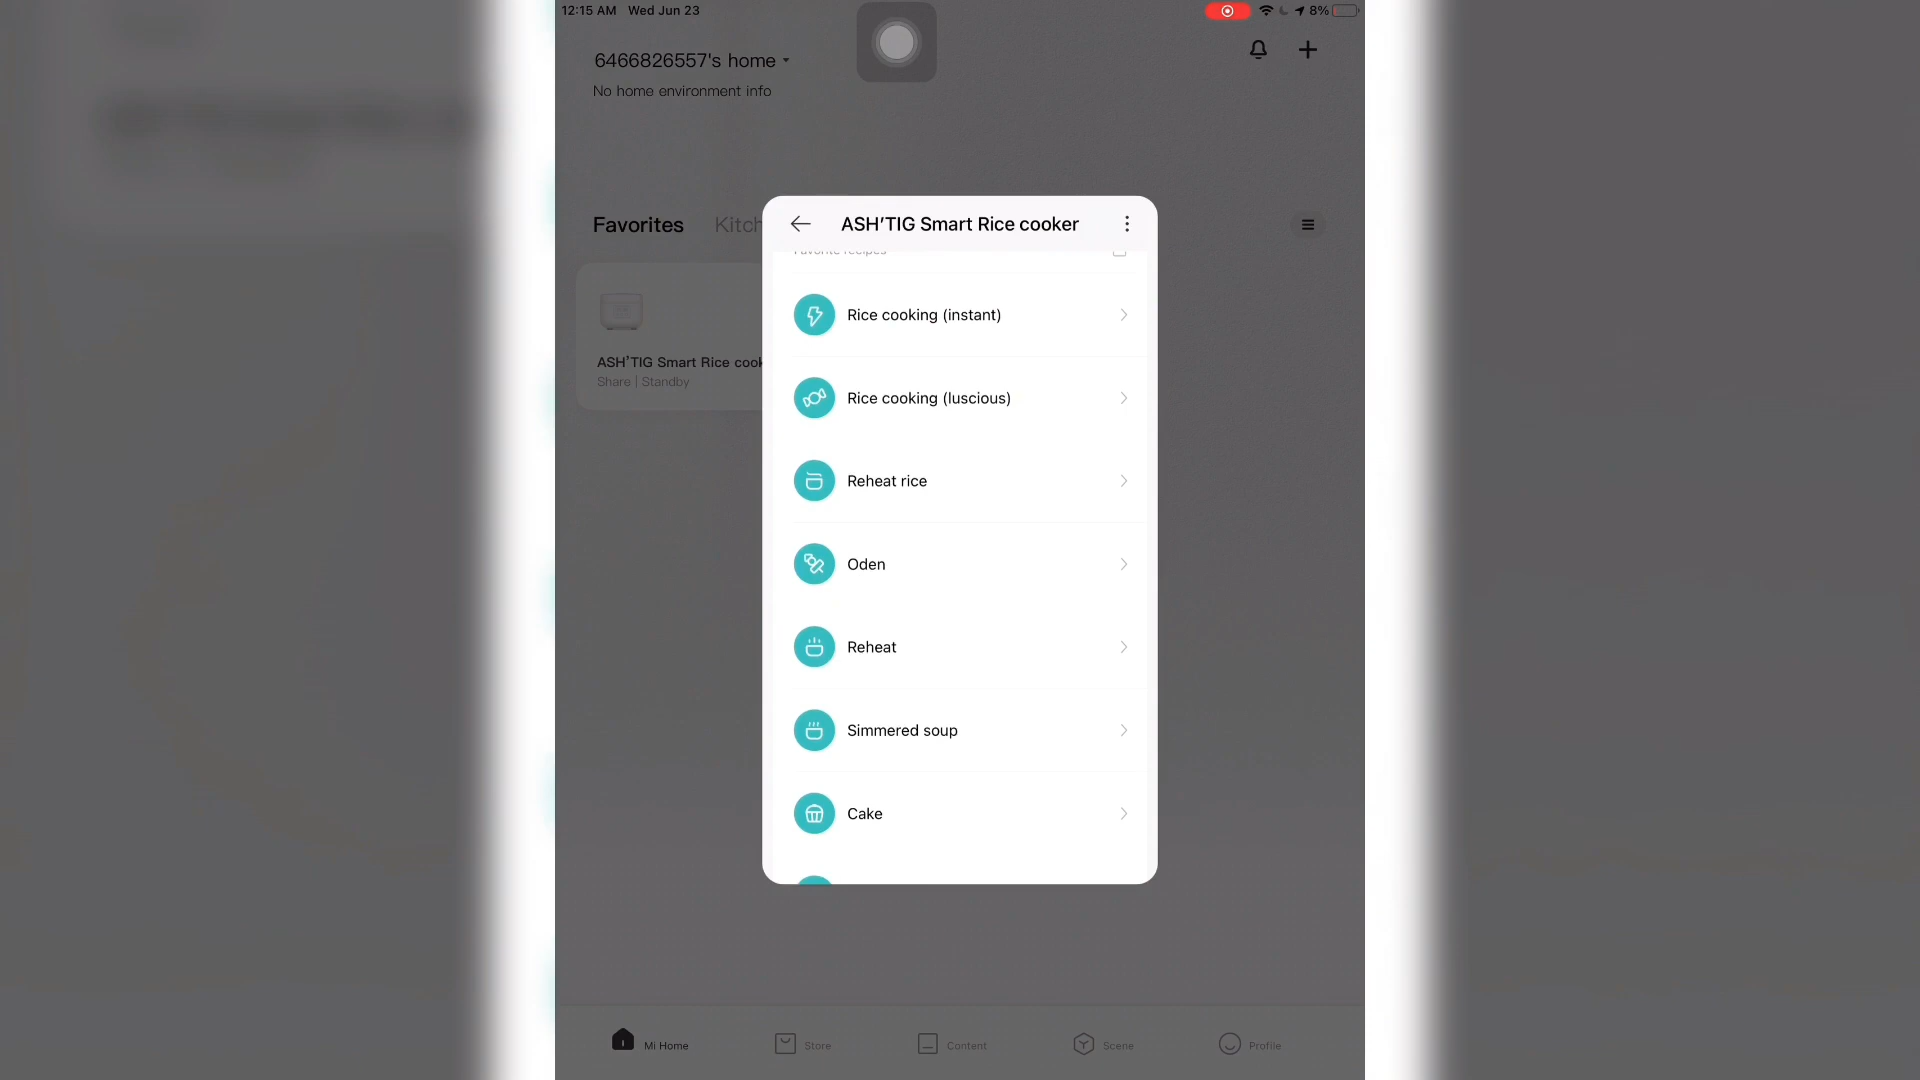 12:15 AM Wed Jun 23
8%
6466826557's home
No home environment info
Favorites Kitch
ASH'TIG Smart Rice cooker
Favorite recipes
Rice cooking (instant)
Rice cooking (luscious)
ASH'TIG Smart Rice cook
Share | Standby
Reheat rice
Oden
Reheat
Simmered soup
Cake
Mi Home
Store
Content
Scene
Profile